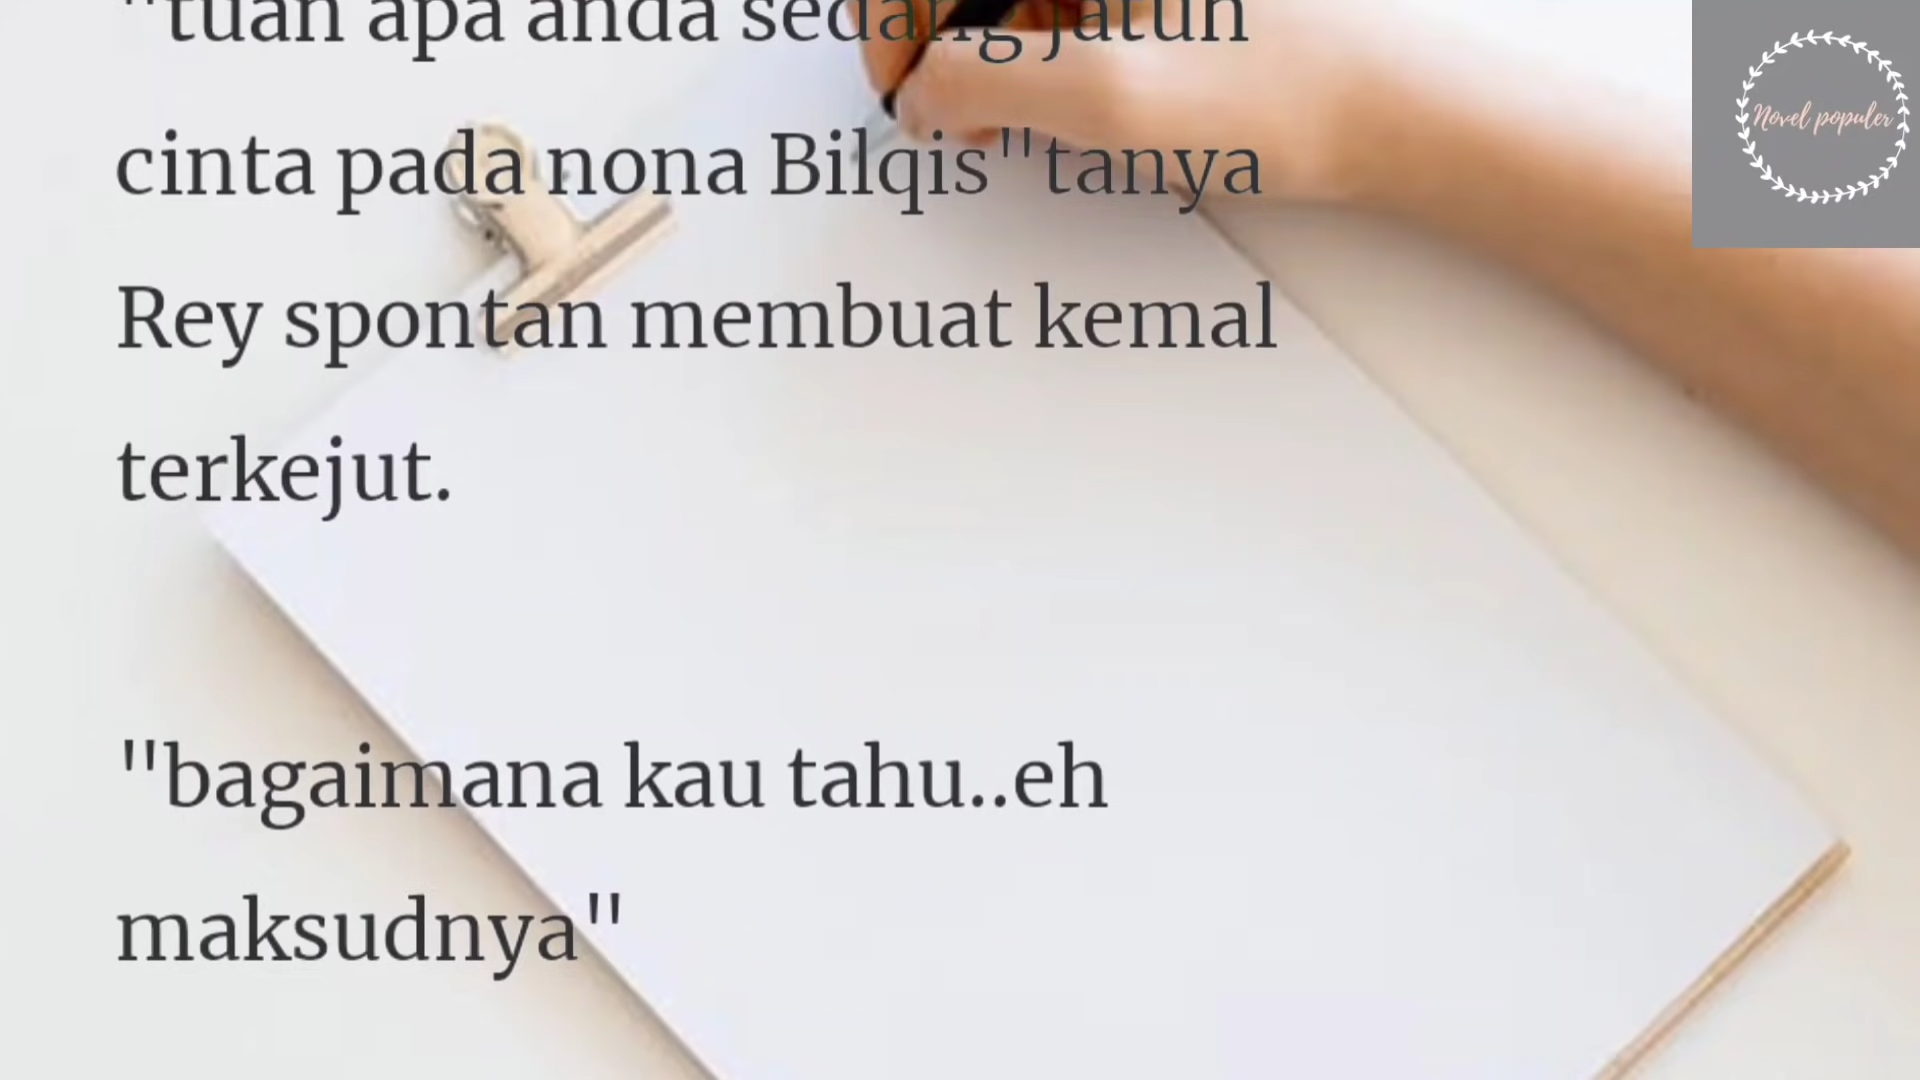 "tuan apa anda sedang jatuh
cinta pada nona Bilqis"tanya
Rey spontan membuat kemal
terkejut.
"bagaimana kau tahu..eh
maksudnya"
Novel populer